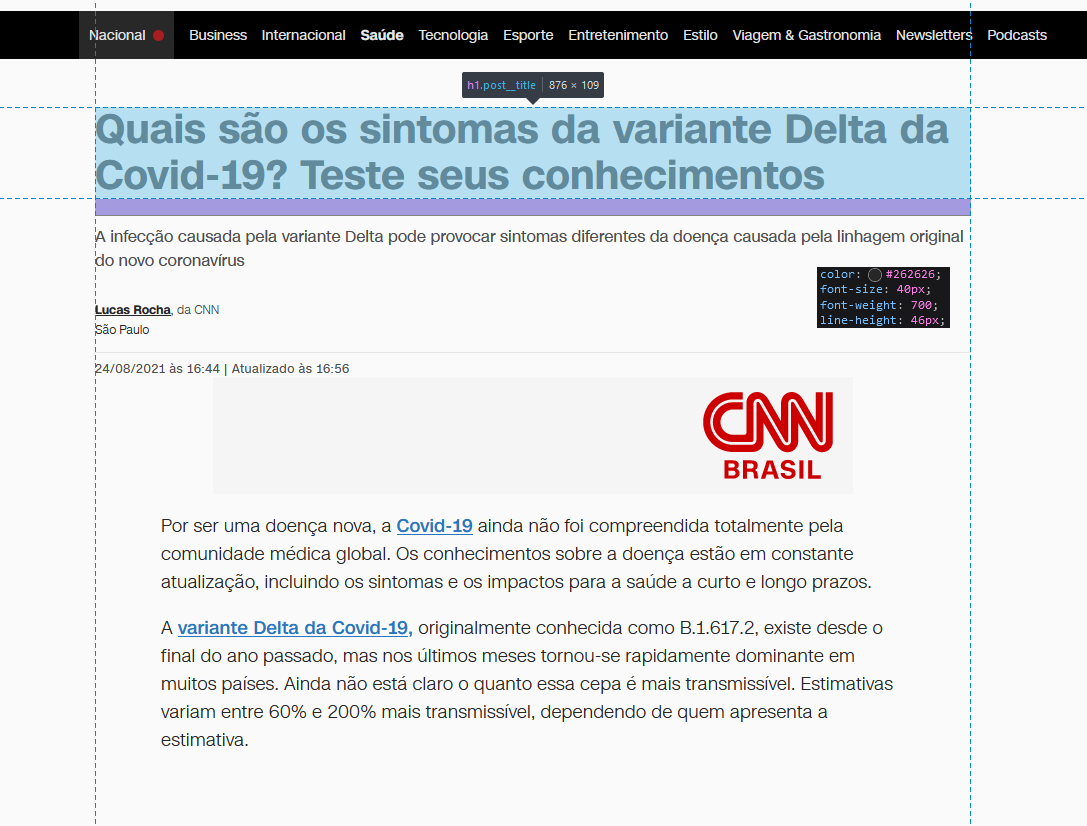 Nacional Business Internacional Saúde Tecnologia Esporte Entretenimento Estilo Viagem & Gastronomia Newsletters Podcasts
h1.post__title 876 × 109
Quais são os sintomas da variante Delta da
Covid-19? Teste seus conhecimentos
A infecção causada pela variante Delta pode provocar sintomas diferentes da doença causada pela linhagem original
do novo coronavírus
color: #262626;
font-size: 40px;
font-weight: 700;
line-height: 46px;
Lucas Rocha, da CNN
São Paulo
24/08/2021 às 16:44 | Atualizado às 16:56
CNN
BRASIL
Por ser uma doença nova, a Covid-19 ainda não foi compreendida totalmente pela
comunidade médica global. Os conhecimentos sobre a doença estão em constante
atualização, incluindo os sintomas e os impactos para a saúde a curto e longo prazos.
A variante Delta da Covid-19, originalmente conhecida como B.1.617.2, existe desde o
final do ano passado, mas nos últimos meses tornou-se rapidamente dominante em
muitos países. Ainda não está claro o quanto essa cepa é mais transmissível. Estimativas
variam entre 60% e 200% mais transmissível, dependendo de quem apresenta a
estimativa.